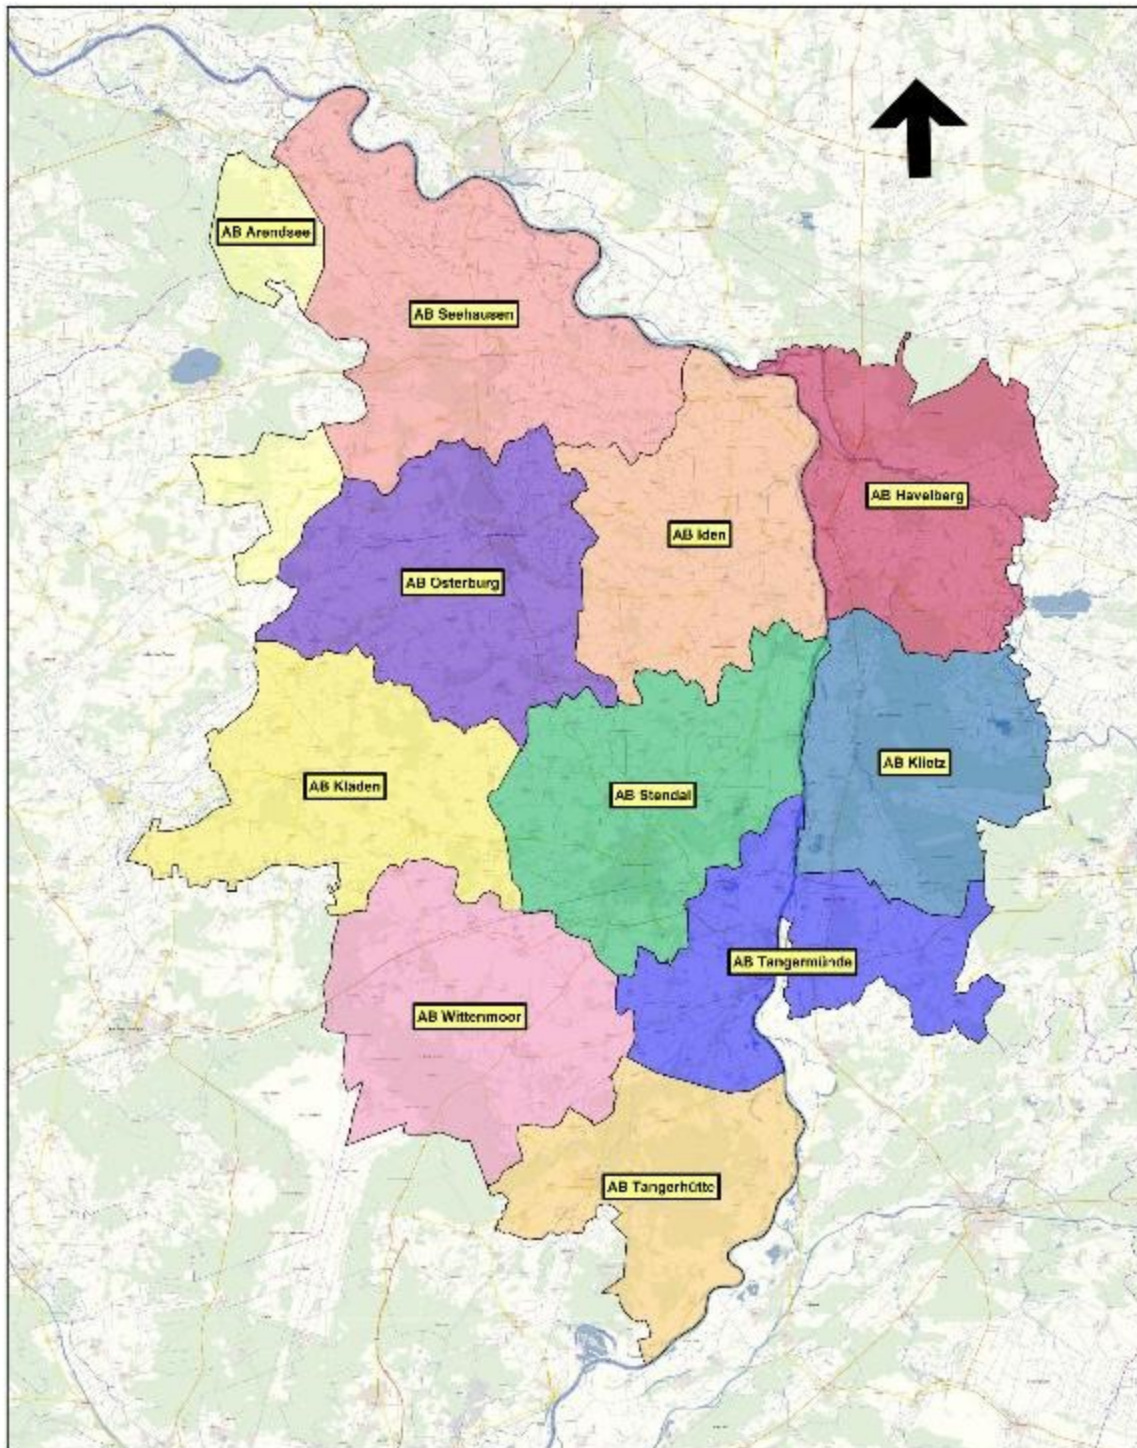 AB Arendsee
AB Seehausen
AB Havelberg
AB Iden
AB Osterburg
AB Klietz
AB Kladen
AB Stendal
AB Tangermünde
AB Wittenmoor
AB Tangerhütte